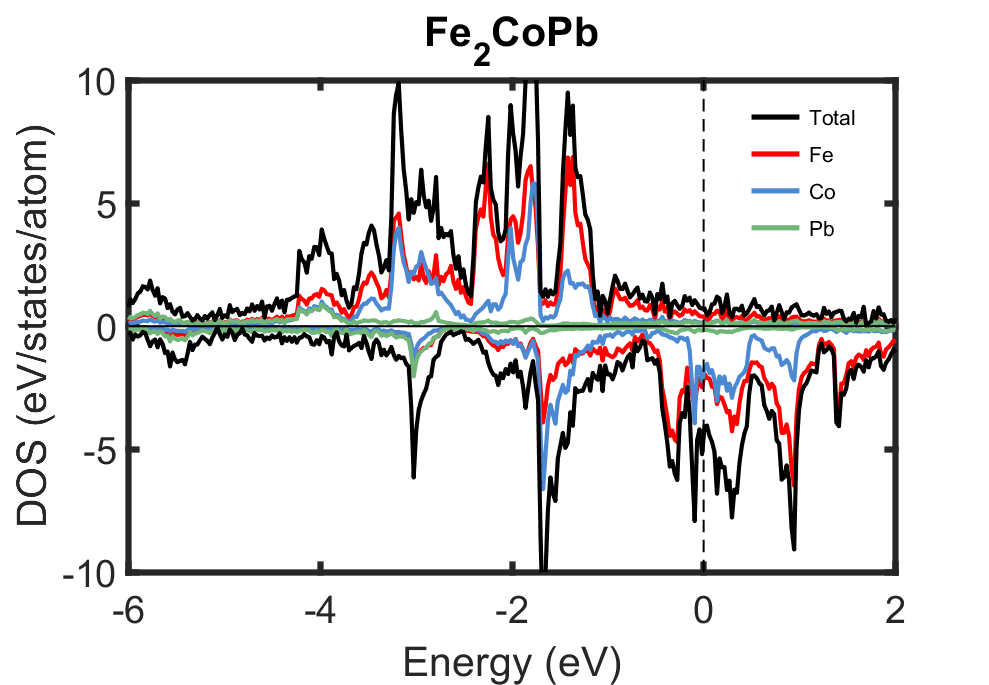 Fe₂CoPb
DOS (eV/states/atom)
10
5
0
-5
-10
Total
Fe
Co
Pb
-6 -4 -2 0 2
Energy (eV)